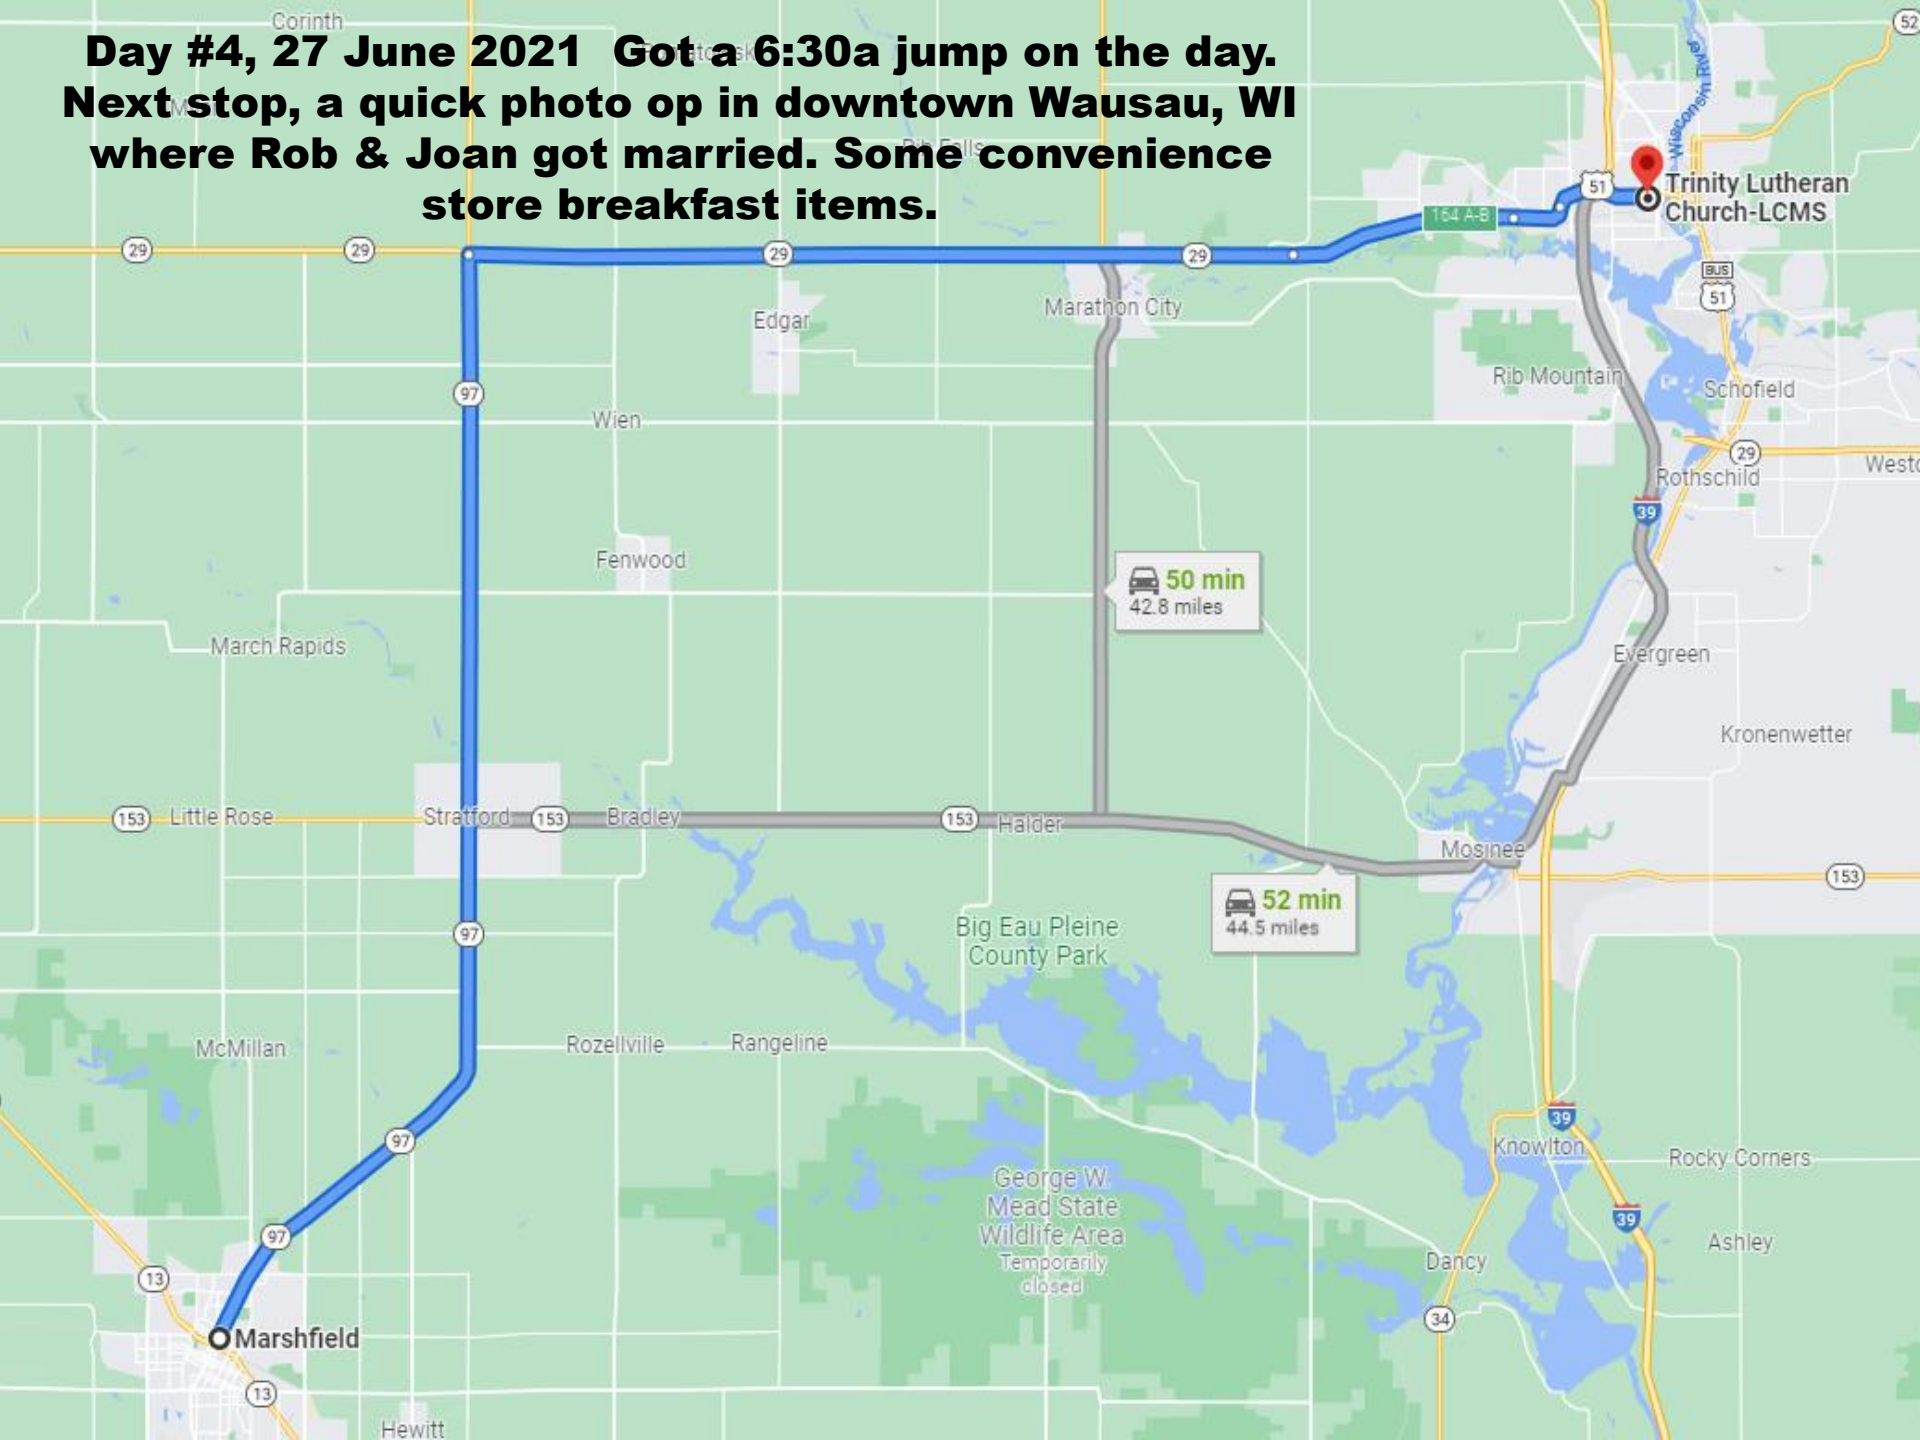 Corinth
52
Day #4, 27 June 2021  Got a 6:30a jump on the day.
Next stop, a quick photo op in downtown Wausau, WI
where Rob & Joan got married. Some convenience
store breakfast items.
Rib Falls
Wisconsin River
51
Trinity Lutheran
Church-LCMS
164 A-B
29
29
29
29
BUS
51
Edgar
Marathon City
97
Rib Mountain
Schofield
Wien
29
Rothschild
39
Fenwood
50 min
42.8 miles
March Rapids
Evergreen
Kronenwetter
153
Little Rose
Stratford
153
Bradley
153
Halder
Mosinee
153
52 min
44.5 miles
97
Big Eau Pleine
County Park
McMillan
Rozellville
Rangeline
97
39
Knowlton
Rocky Corners
George W.
Mead State
Wildlife Area
Temporarily
closed
97
39
Ashley
Dancy
13
34
Marshfield
13
Hewitt